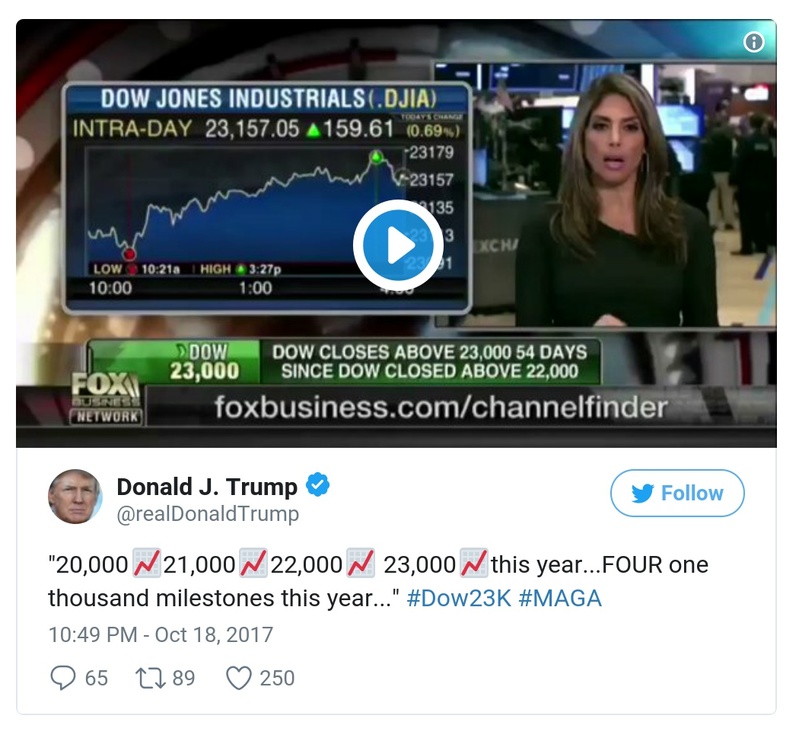 DOW JONES INDUSTRIALS(.DJIA)
TODAY'S CHANGE
INTRA-DAY 23,157.05 ▲159.61 (0.69%)
23179
23157
LOW 10:21a HIGH 3:27p
10:00 1:00
EXCHA
DOW
23,000
DOW CLOSES ABOVE 23,000 54 DAYS
SINCE DOW CLOSED ABOVE 22,000
FOX
BUSINESS
NETWORK
foxbusiness.com/channelfinder
Donald J. Trump
@realDonaldTrump
Follow
"20,000📈21,000📈22,000📈 23,000📈this year...FOUR one
thousand milestones this year..." #Dow23K #MAGA
10:49 PM - Oct 18, 2017
65 89 250